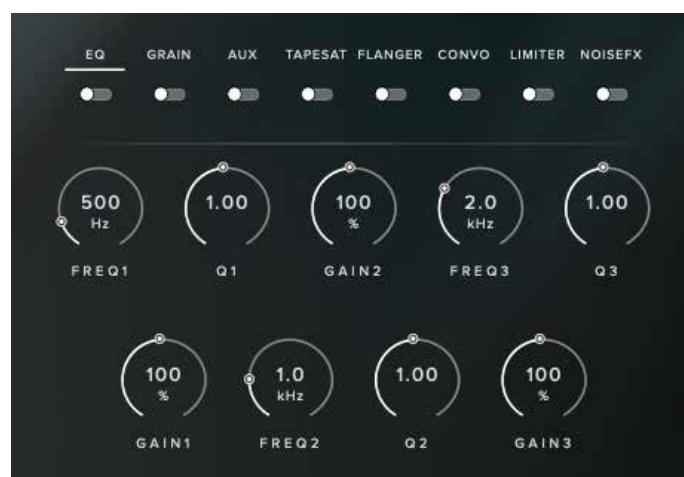 EQ GRAIN AUX TAPESAT FLANGER CONVO LIMITER NOISEFX
500 1.00 100 2.0 1.00
Hz % kHz
FREQ1 Q1 GAIN2 FREQ3 Q3
100 1.0 1.00 100
% kHz %
GAIN1 FREQ2 Q2 GAIN3